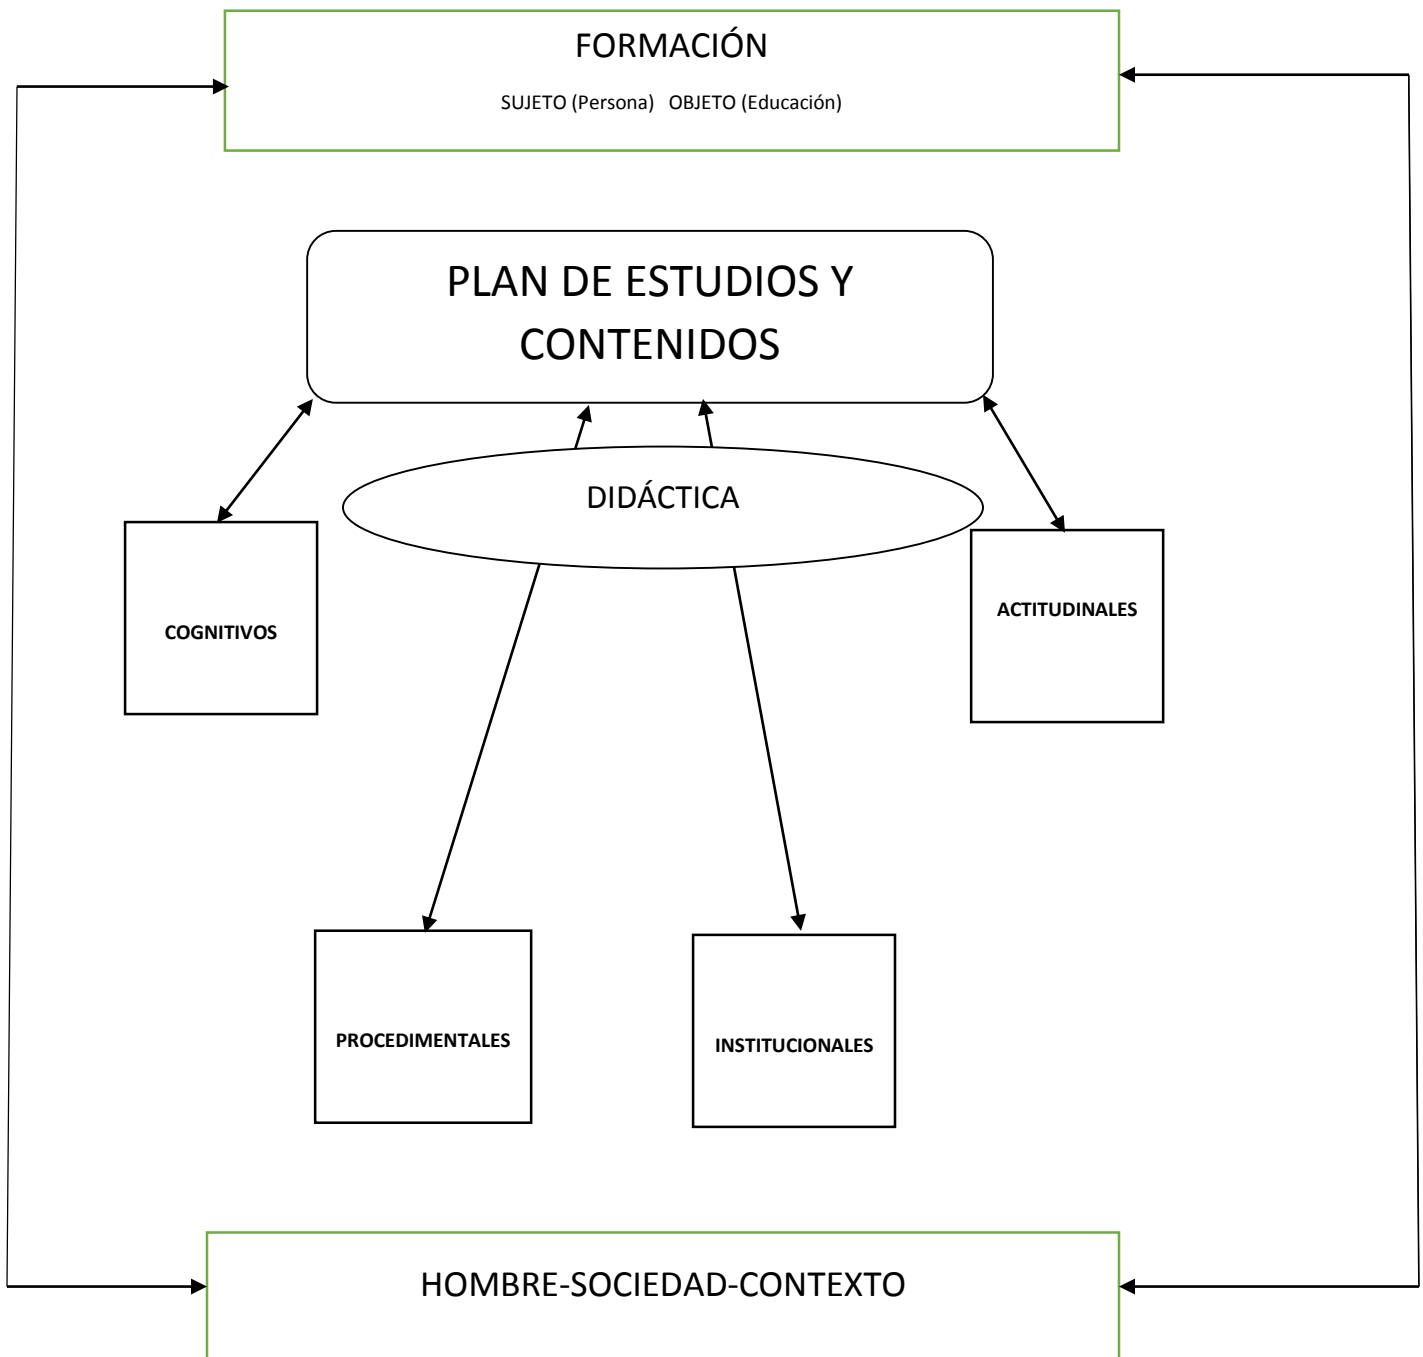 FORMACIÓN
SUJETO (Persona) OBJETO (Educación)
PLAN DE ESTUDIOS Y
CONTENIDOS
DIDÁCTICA
COGNITIVOS
ACTITUDINALES
PROCEDIMENTALES
INSTITUCIONALES
HOMBRE-SOCIEDAD-CONTEXTO